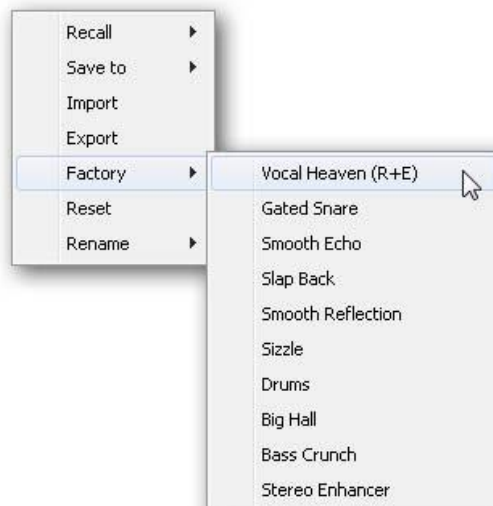 Recall
Save to
Import
Export
Factory
Reset
Rename
Vocal Heaven (R+E)
Gated Snare
Smooth Echo
Slap Back
Smooth Reflection
Sizzle
Drums
Big Hall
Bass Crunch
Stereo Enhancer